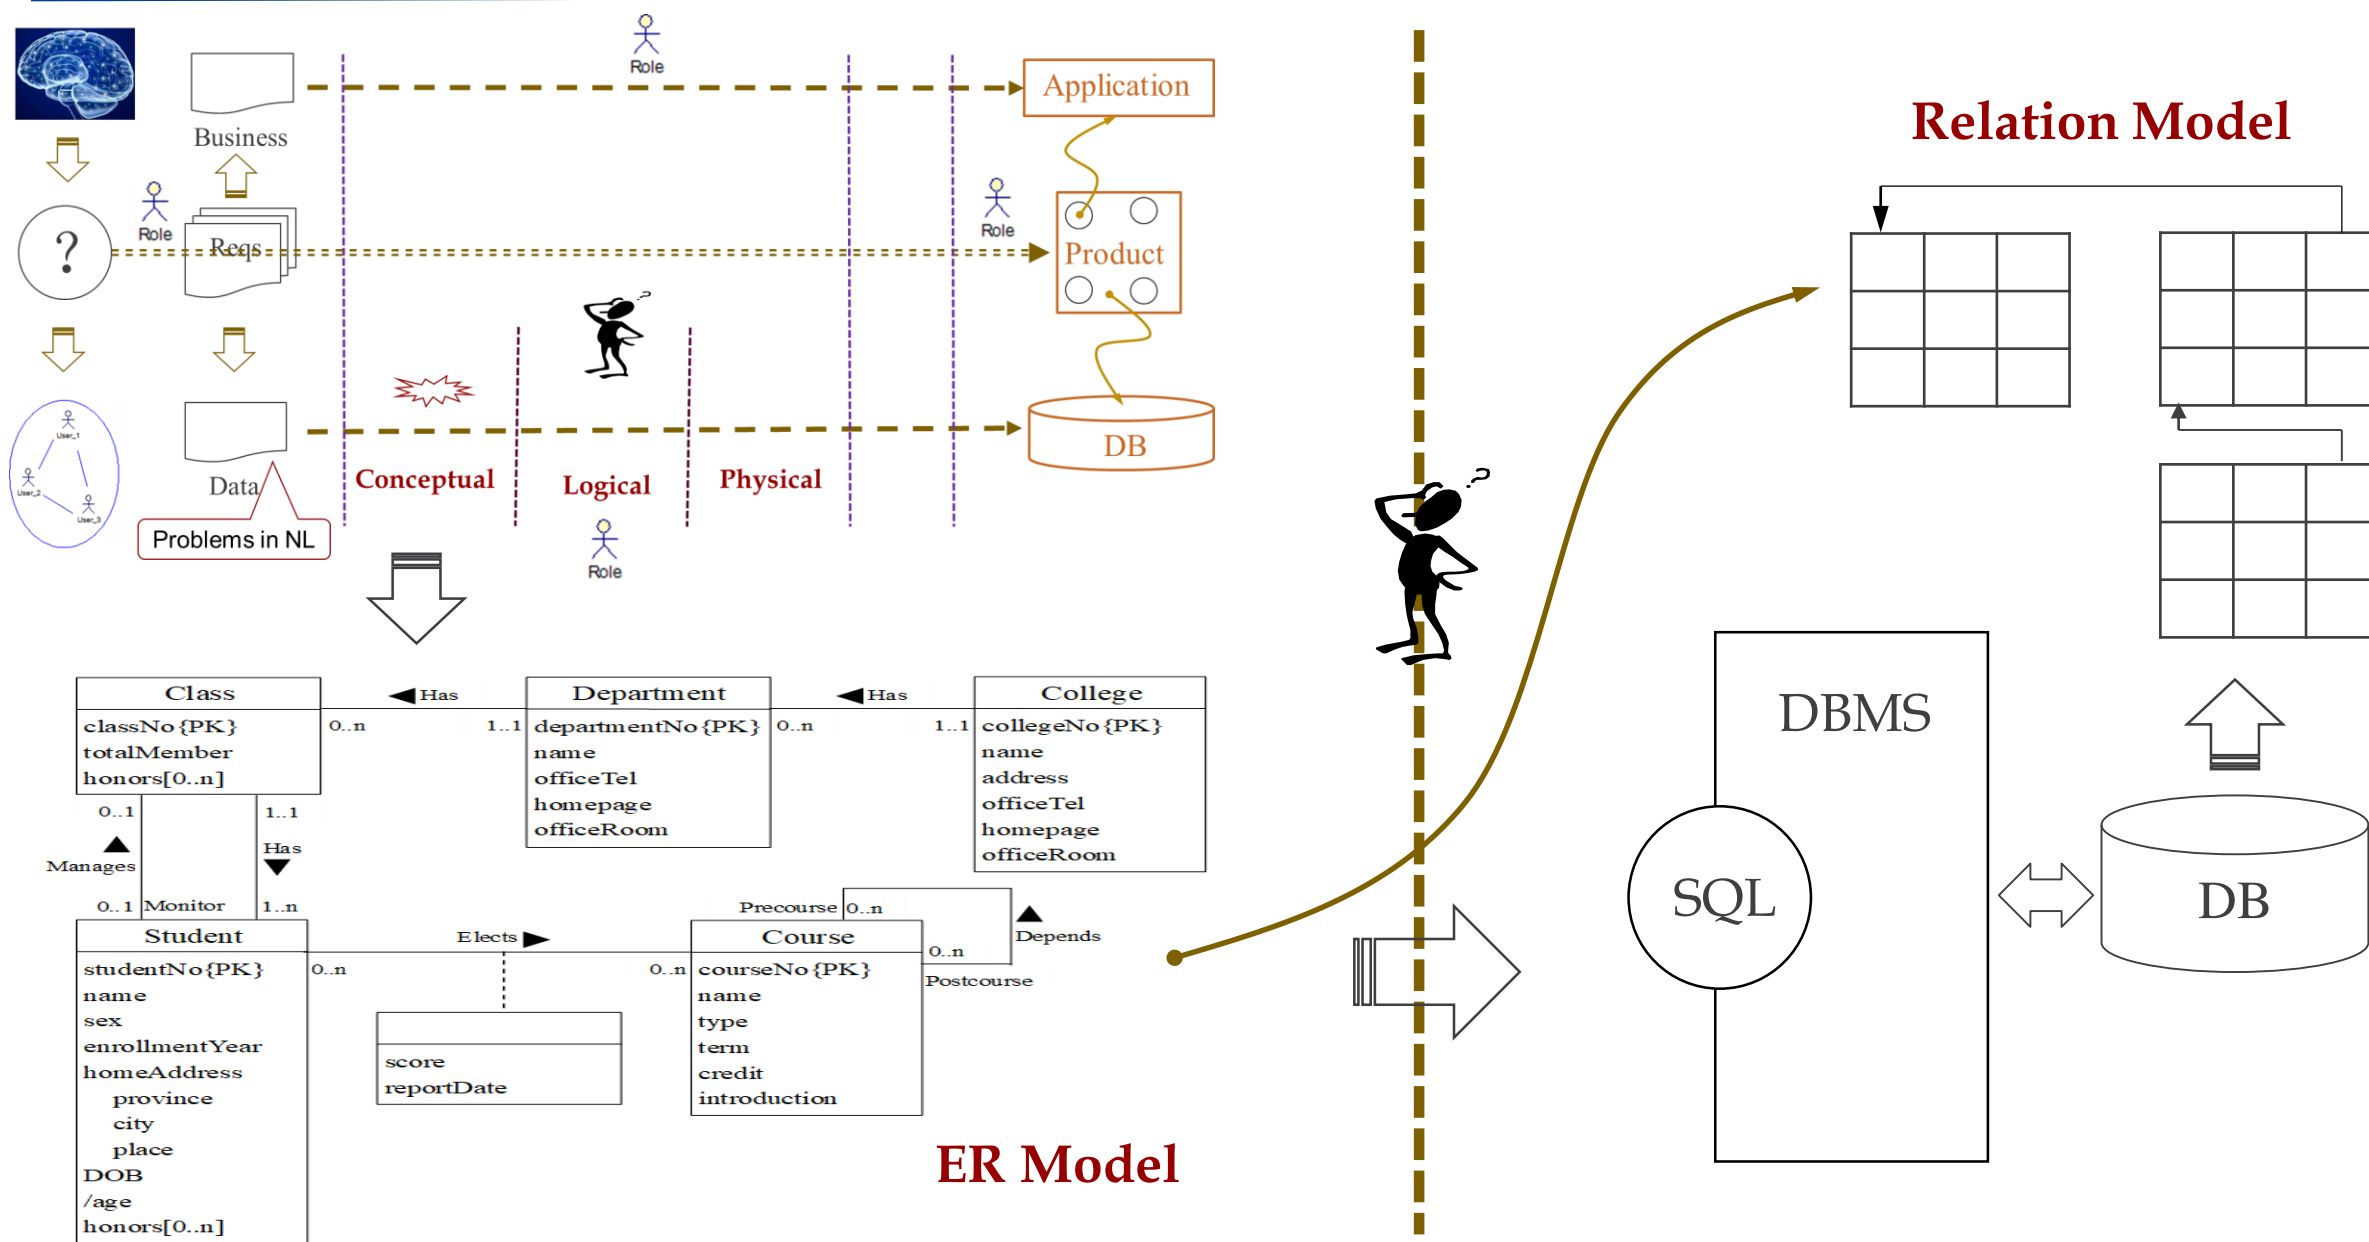 Role
Business
Application
Role
?
Reqs
Role
Product
?
User_1
User_2
User_3
Data
Conceptual
Logical
Physical
DB
Problems in NL
Role
Class
classNo{PK}
totalMember
honors[0..n]
Has
0..n
1..1
Department
departmentNo{PK}
name
officeTel
homepage
officeRoom
Has
0..n
1..1
College
collegeNo{PK}
name
address
officeTel
homepage
officeRoom
0..1
Manages
0..1
Monitor
1..1
Has
1..n
Student
studentNo{PK}
name
sex
enrollmentYear
homeAddress
province
city
place
DOB
/age
honors[0..n]
Elects
0..n
0..n
score
reportDate
Precourse
0..n
Course
courseNo{PK}
name
type
term
credit
introduction
Depends
0..n
Postcourse
ER Model
?
Relation Model
DBMS
SQL
DB